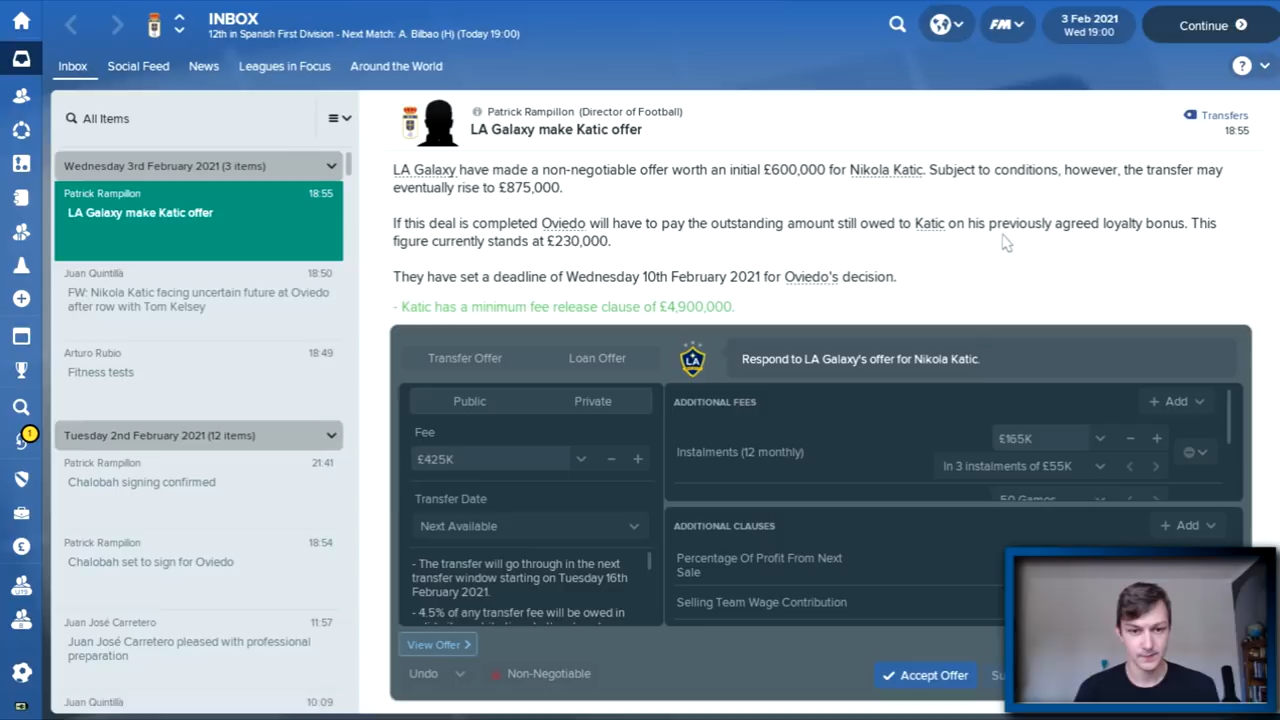 INBOX
12th in Spanish First Division - Next Match: A. Bilbao (H) (Today 19:00)
FM
3 Feb 2021
Wed 19:00
Continue
Inbox
Social Feed
News
Leagues in Focus
Around the World
?
All Items
Wednesday 3rd February 2021 (3 items)
Patrick Rampillon 18:55
LA Galaxy make Katic offer
Juan Quintillà 18:50
FW: Nikola Katic facing uncertain future at Oviedo
after row with Tom Kelsey
Arturo Rubio 18:49
Fitness tests
Tuesday 2nd February 2021 (12 items)
Patrick Rampillon 21:41
Chalobah signing confirmed
Patrick Rampillon 18:54
Chalobah set to sign for Oviedo
Juan José Carretero 11:57
Juan José Carretero pleased with professional
preparation
Juan Quintillà 10:09
Patrick Rampillon (Director of Football)
LA Galaxy make Katic offer
Transfers
18:55
LA Galaxy have made a non-negotiable offer worth an initial £600,000 for Nikola Katic. Subject to conditions, however, the transfer may
eventually rise to £875,000.
If this deal is completed Oviedo will have to pay the outstanding amount still owed to Katic on his previously agreed loyalty bonus. This
figure currently stands at £230,000.
They have set a deadline of Wednesday 10th February 2021 for Oviedo's decision.
- Katic has a minimum fee release clause of £4,900,000.
Transfer Offer
Loan Offer
LA
Respond to LA Galaxy's offer for Nikola Katic.
Public
Private
Fee
£425K
Transfer Date
Next Available
- The transfer will go through in the next
transfer window starting on Tuesday 16th
February 2021.
- 4.5% of any transfer fee will be owed in
ADDITIONAL FEES
Add
Instalments (12 monthly)
£165K
In 3 instalments of £55K
50 Games
ADDITIONAL CLAUSES
Add
Percentage Of Profit From Next
Sale
Selling Team Wage Contribution
View Offer
Undo
Non-Negotiable
Accept Offer
Su
1
U19
B